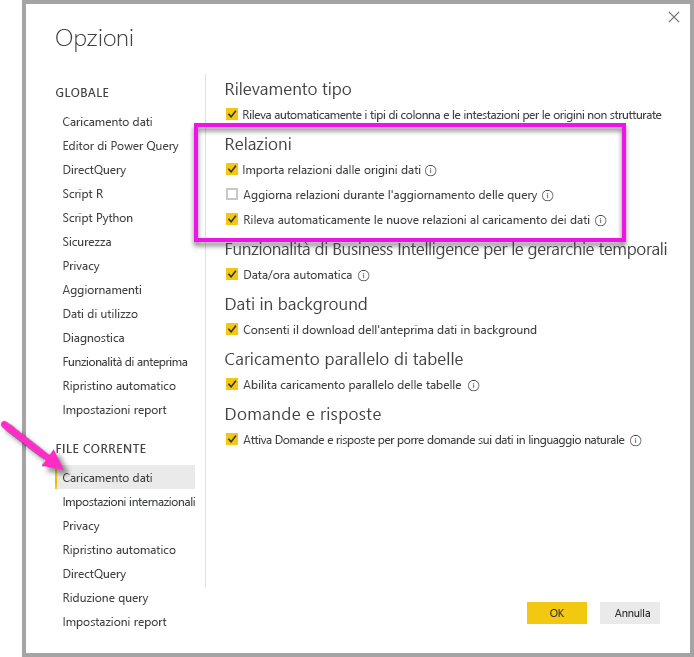 Opzioni
GLOBALE
Caricamento dati
Editor di Power Query
DirectQuery
Script R
Script Python
Sicurezza
Privacy
Aggiornamenti
Dati di utilizzo
Diagnostica
Funzionalità di anteprima
Ripristino automatico
Impostazioni report
FILE CORRENTE
Caricamento dati
Impostazioni internazionali
Privacy
Ripristino automatico
DirectQuery
Riduzione query
Impostazioni report
Rilevamento tipo
Rileva automaticamente i tipi di colonna e le intestazioni per le origini non strutturate
Relazioni
Importa relazioni dalle origini dati
Aggiorna relazioni durante l'aggiornamento delle query
Rileva automaticamente le nuove relazioni al caricamento dei dati
Funzionalità di Business Intelligence per le gerarchie temporali
Data/ora automatica
Dati in background
Consenti il download dell'anteprima dati in background
Caricamento parallelo di tabelle
Abilita caricamento parallelo delle tabelle
Domande e risposte
Attiva Domande e risposte per porre domande sui dati in linguaggio naturale
OK
Annulla